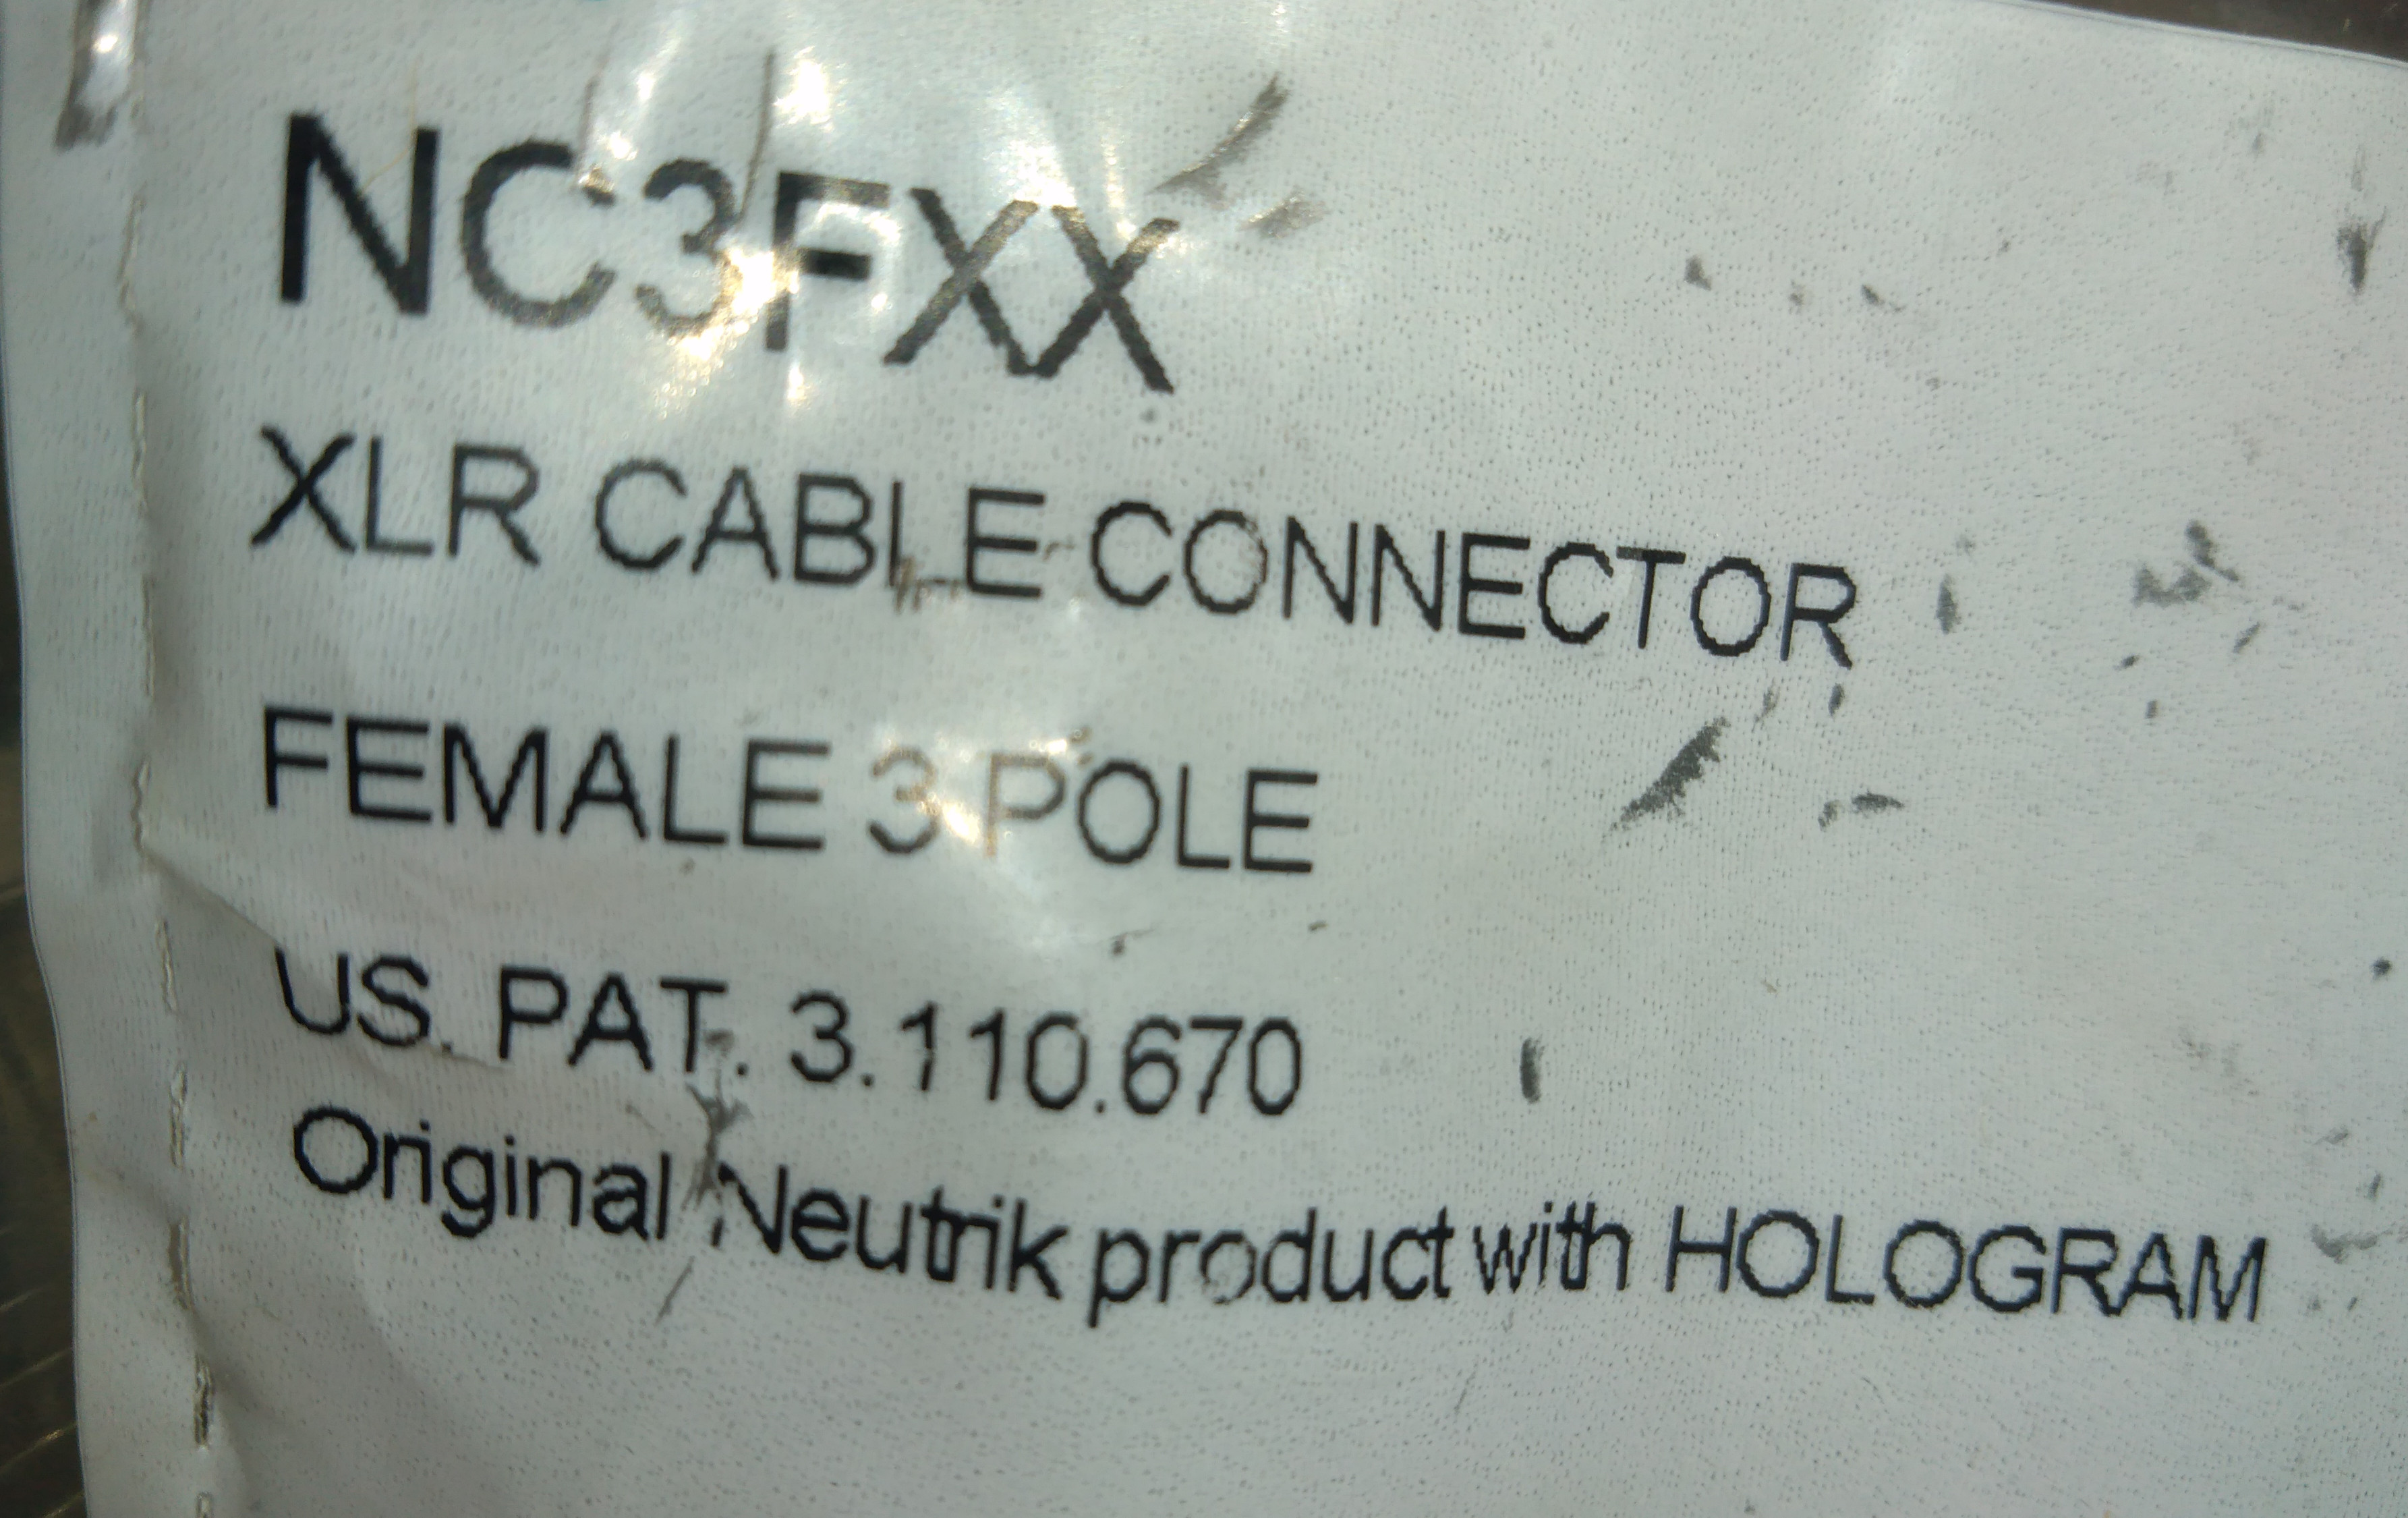 NC3FXX
XLR CABLE CONNECTOR
FEMALE 3 POLE
US. PAT. 3.110.670
Original Neutrik product with HOLOGRAM